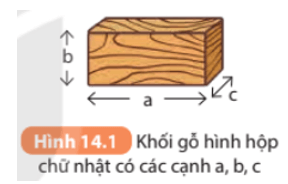 b
a
c
Hình 14.1 Khối gỗ hình hộp
chữ nhật có các cạnh a, b, c